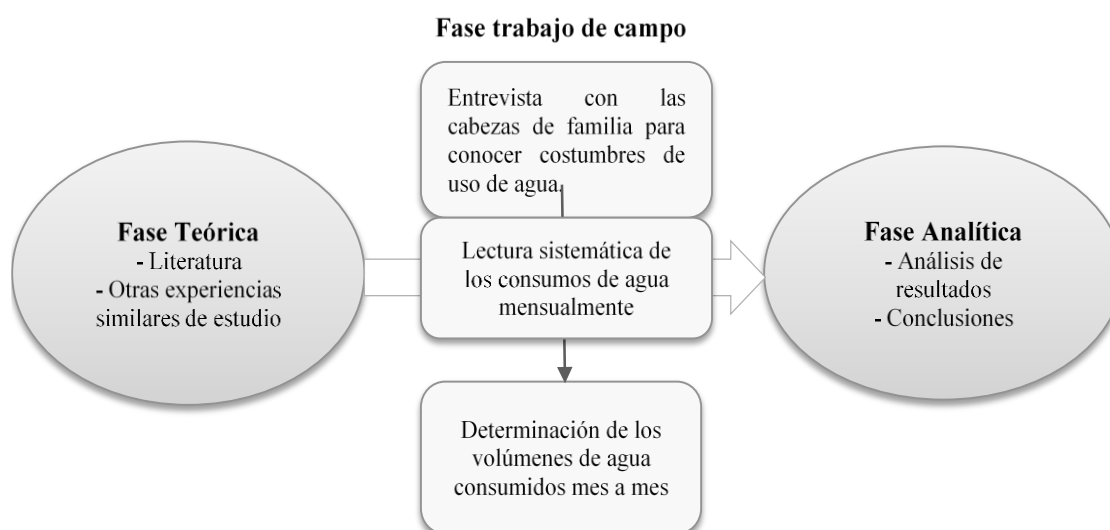 Fase trabajo de campo
Entrevista con las
cabezas de familia para
conocer costumbres de
uso de agua.
Fase Teórica
- Literatura
- Otras experiencias
similares de estudio
Lectura sistemática de
los consumos de agua
mensualmente
Fase Analítica
- Análisis de
resultados
- Conclusiones
Determinación de los
volúmenes de agua
consumidos mes a mes